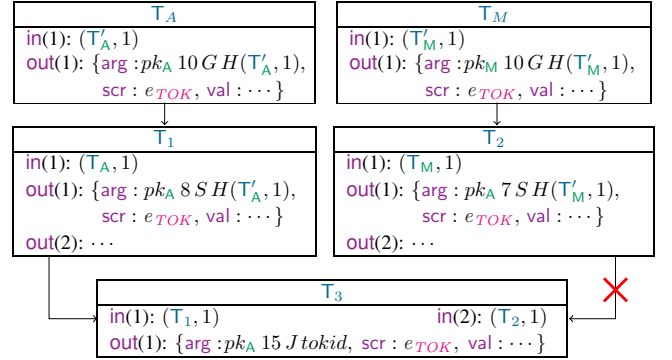 T_A
in(1): (T′_A, 1)
out(1): {arg : pk_A 10 G H(T′_A, 1),
scr : e_TOK, val : ···}
T_M
in(1): (T′_M, 1)
out(1): {arg : pk_M 10 G H(T′_M, 1),
scr : e_TOK, val : ···}
T_1
in(1): (T_A, 1)
out(1): {arg : pk_A 8 S H(T′_A, 1),
scr : e_TOK, val : ···}
out(2): ···
T_2
in(1): (T_M, 1)
out(1): {arg : pk_A 7 S H(T′_M, 1),
scr : e_TOK, val : ···}
out(2): ···
T_3
in(1): (T_1, 1) in(2): (T_2, 1)
out(1): {arg : pk_A 15 J tokid, scr : e_TOK, val : ···}